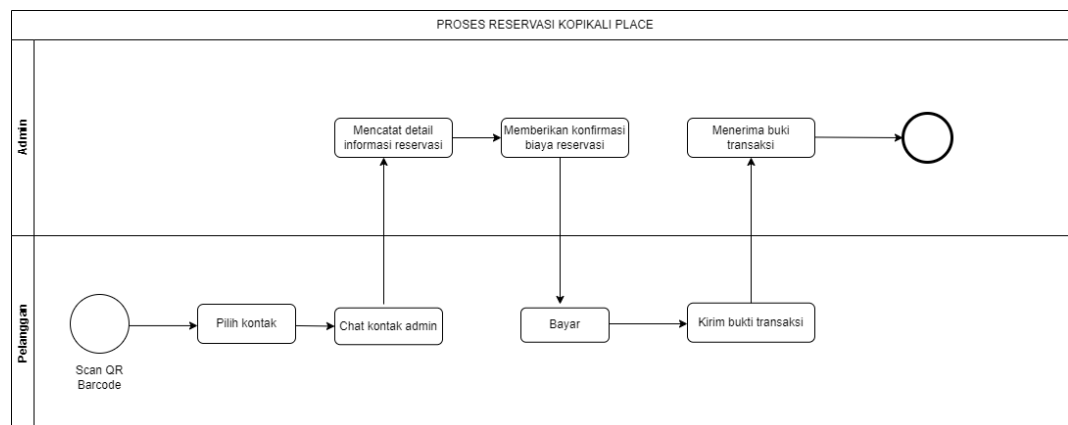 PROSES RESERVASI KOPIKALI PLACE
Admin
Mencatat detail
informasi reservasi
Memberikan konfirmasi
biaya reservasi
Menerima buki
transaksi
Pelanggan
Scan QR
Barcode
Pilih kontak
Chat kontak admin
Bayar
Kirim bukti transaksi